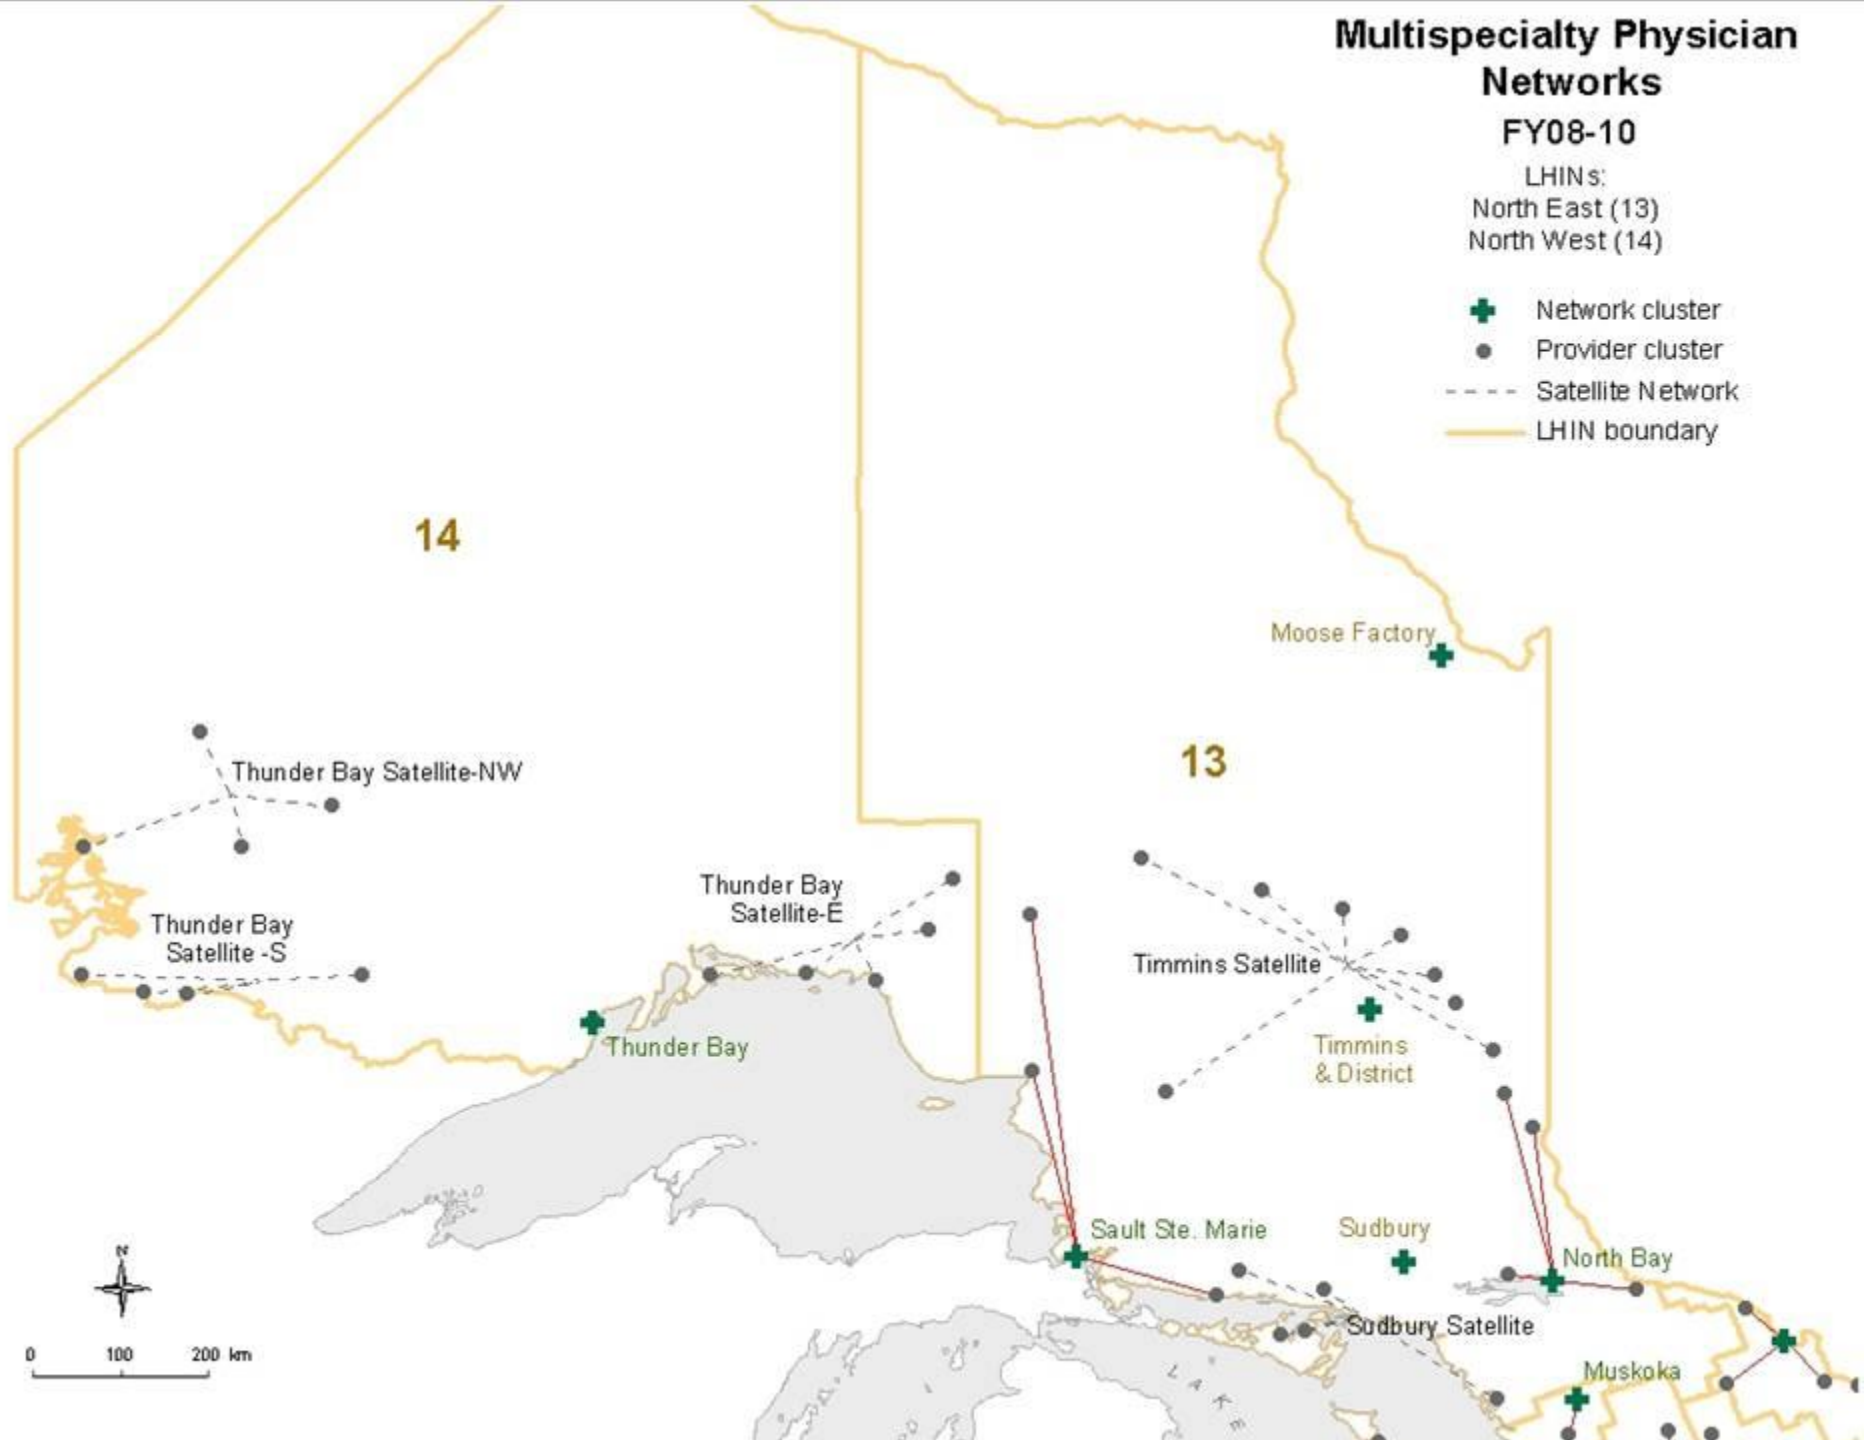 Multispecialty Physician
Networks
FY08-10
LHINs:
North East (13)
North West (14)
Network cluster
Provider cluster
Satellite Network
LHIN boundary
14
13
Moose Factory
Thunder Bay Satellite-NW
Thunder Bay
Satellite-E
Thunder Bay
Satellite -S
Timmins Satellite
Thunder Bay
Timmins
& District
Sault Ste. Marie
Sudbury
North Bay
Sudbury Satellite
Muskoka
N
0 100 200 km
LAKE